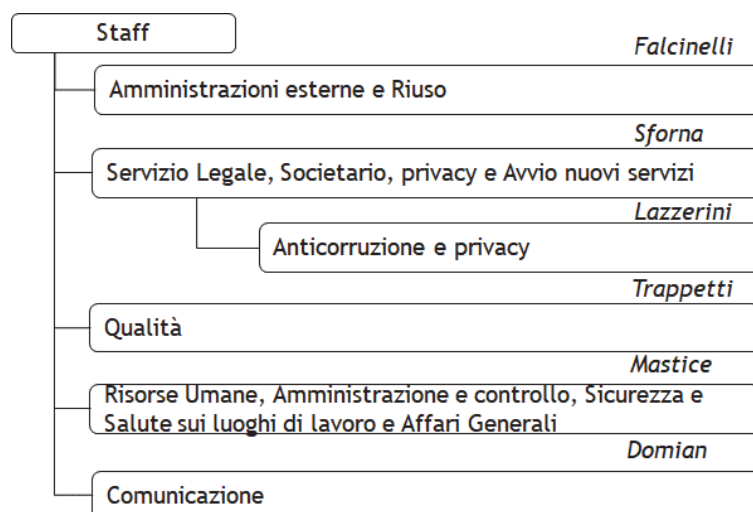 Staff
Falcinelli
Amministrazioni esterne e Riuso
Sforna
Servizio Legale, Societario, privacy e Avvio nuovi servizi
Lazzerini
Anticorruzione e privacy
Trappetti
Qualità
Mastice
Risorse Umane, Amministrazione e controllo, Sicurezza e
Salute sui luoghi di lavoro e Affari Generali
Domian
Comunicazione